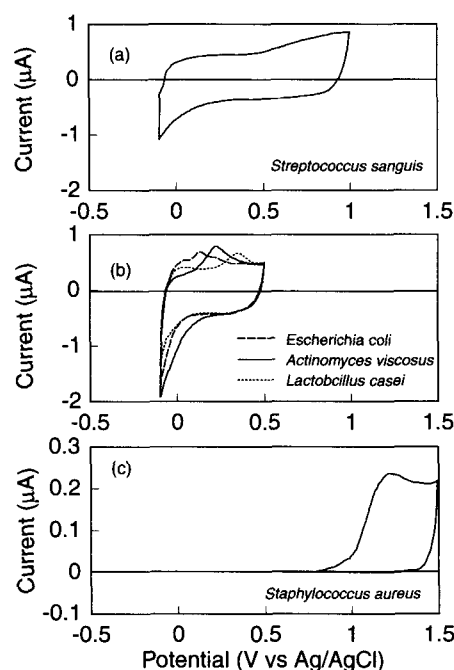 (a)
Current (μA)
1
0
-1
-2
Streptococcus sanguis
-0.5 0 0.5 1 1.5
(b)
Current (μA)
1
0
-1
-2
Escherichia coli
Actinomyces viscosus
Lactobcillus casei
-0.5 0 0.5 1 1.5
(c)
Current (μA)
0.3
0.2
0.1
0
-0.1
Staphylococcus aureus
-0.5 0 0.5 1 1.5
Potential (V vs Ag/AgCl)